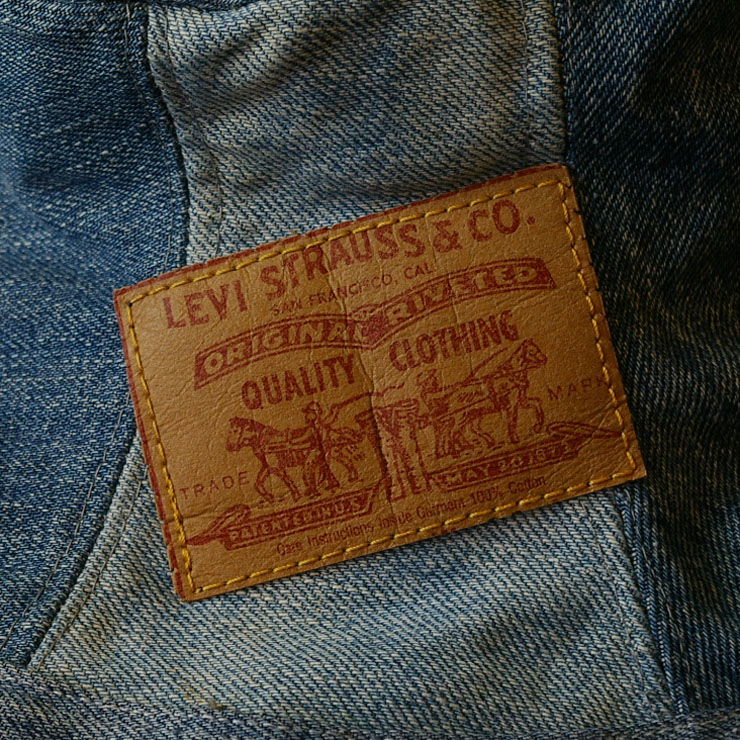 LEVI STRAUSS & CO.
SAN FRANCISCO, CAL.
ORIGINAL RIVETED
QUALITY CLOTHING
TRADE MARK
PATENTED IN U.S. MAY 20 1873
Care Instructions Inside Garment 100% Cotton